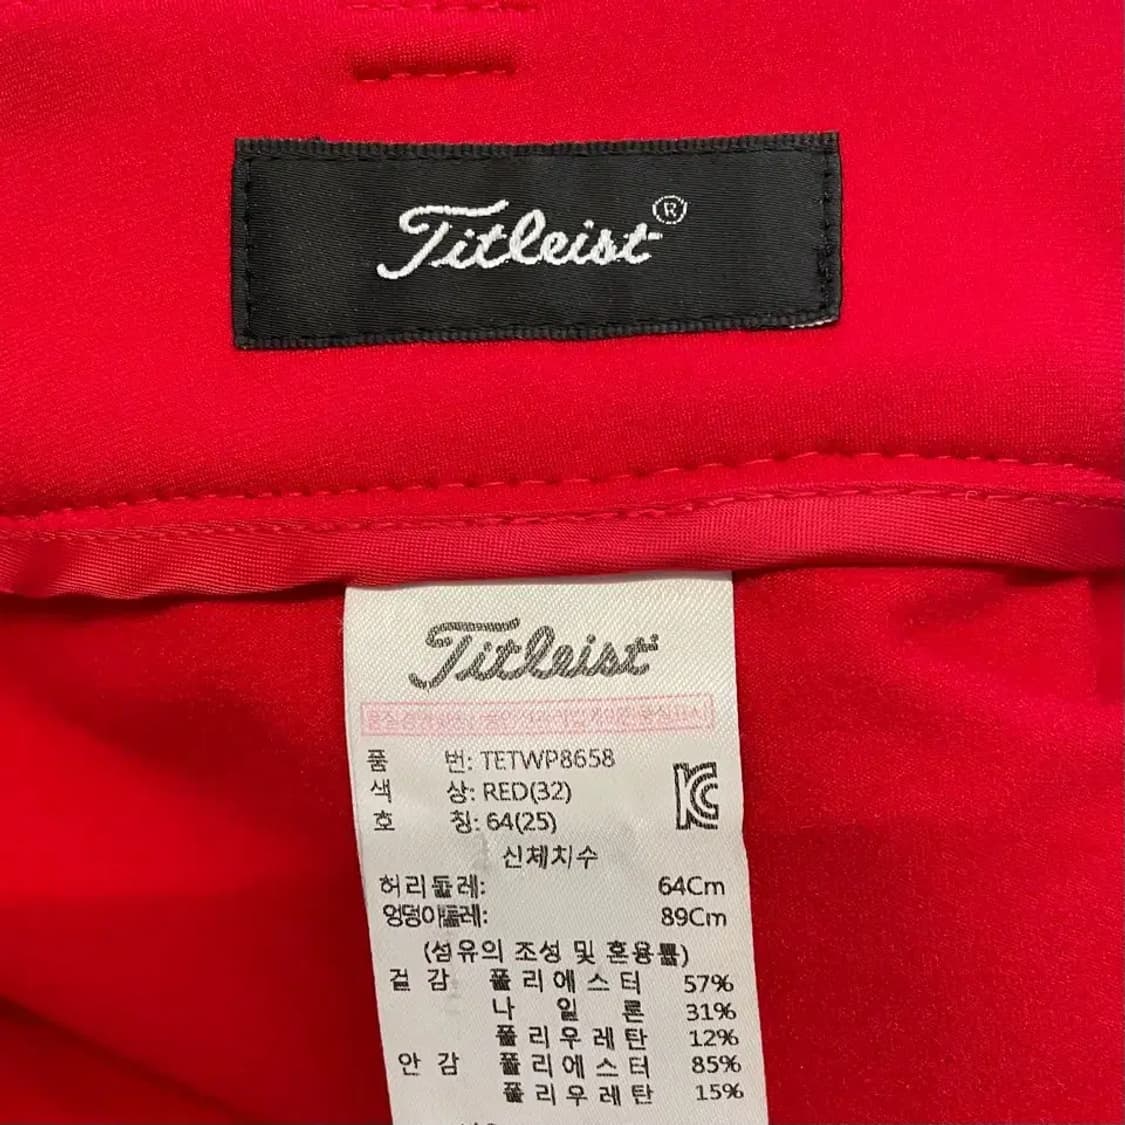 Titleist®
Titleist
품 번: TETWP8658
색 상: RED(32)
호 칭: 64(25)
신체치수
허리둘레: 64Cm
엉덩이둘레: 89Cm
(섬유의 조성 및 혼용률)
겉 감 폴리에스터 57%
나 일 론 31%
폴리우레탄 12%
안 감 폴리에스터 85%
폴리우레탄 15%